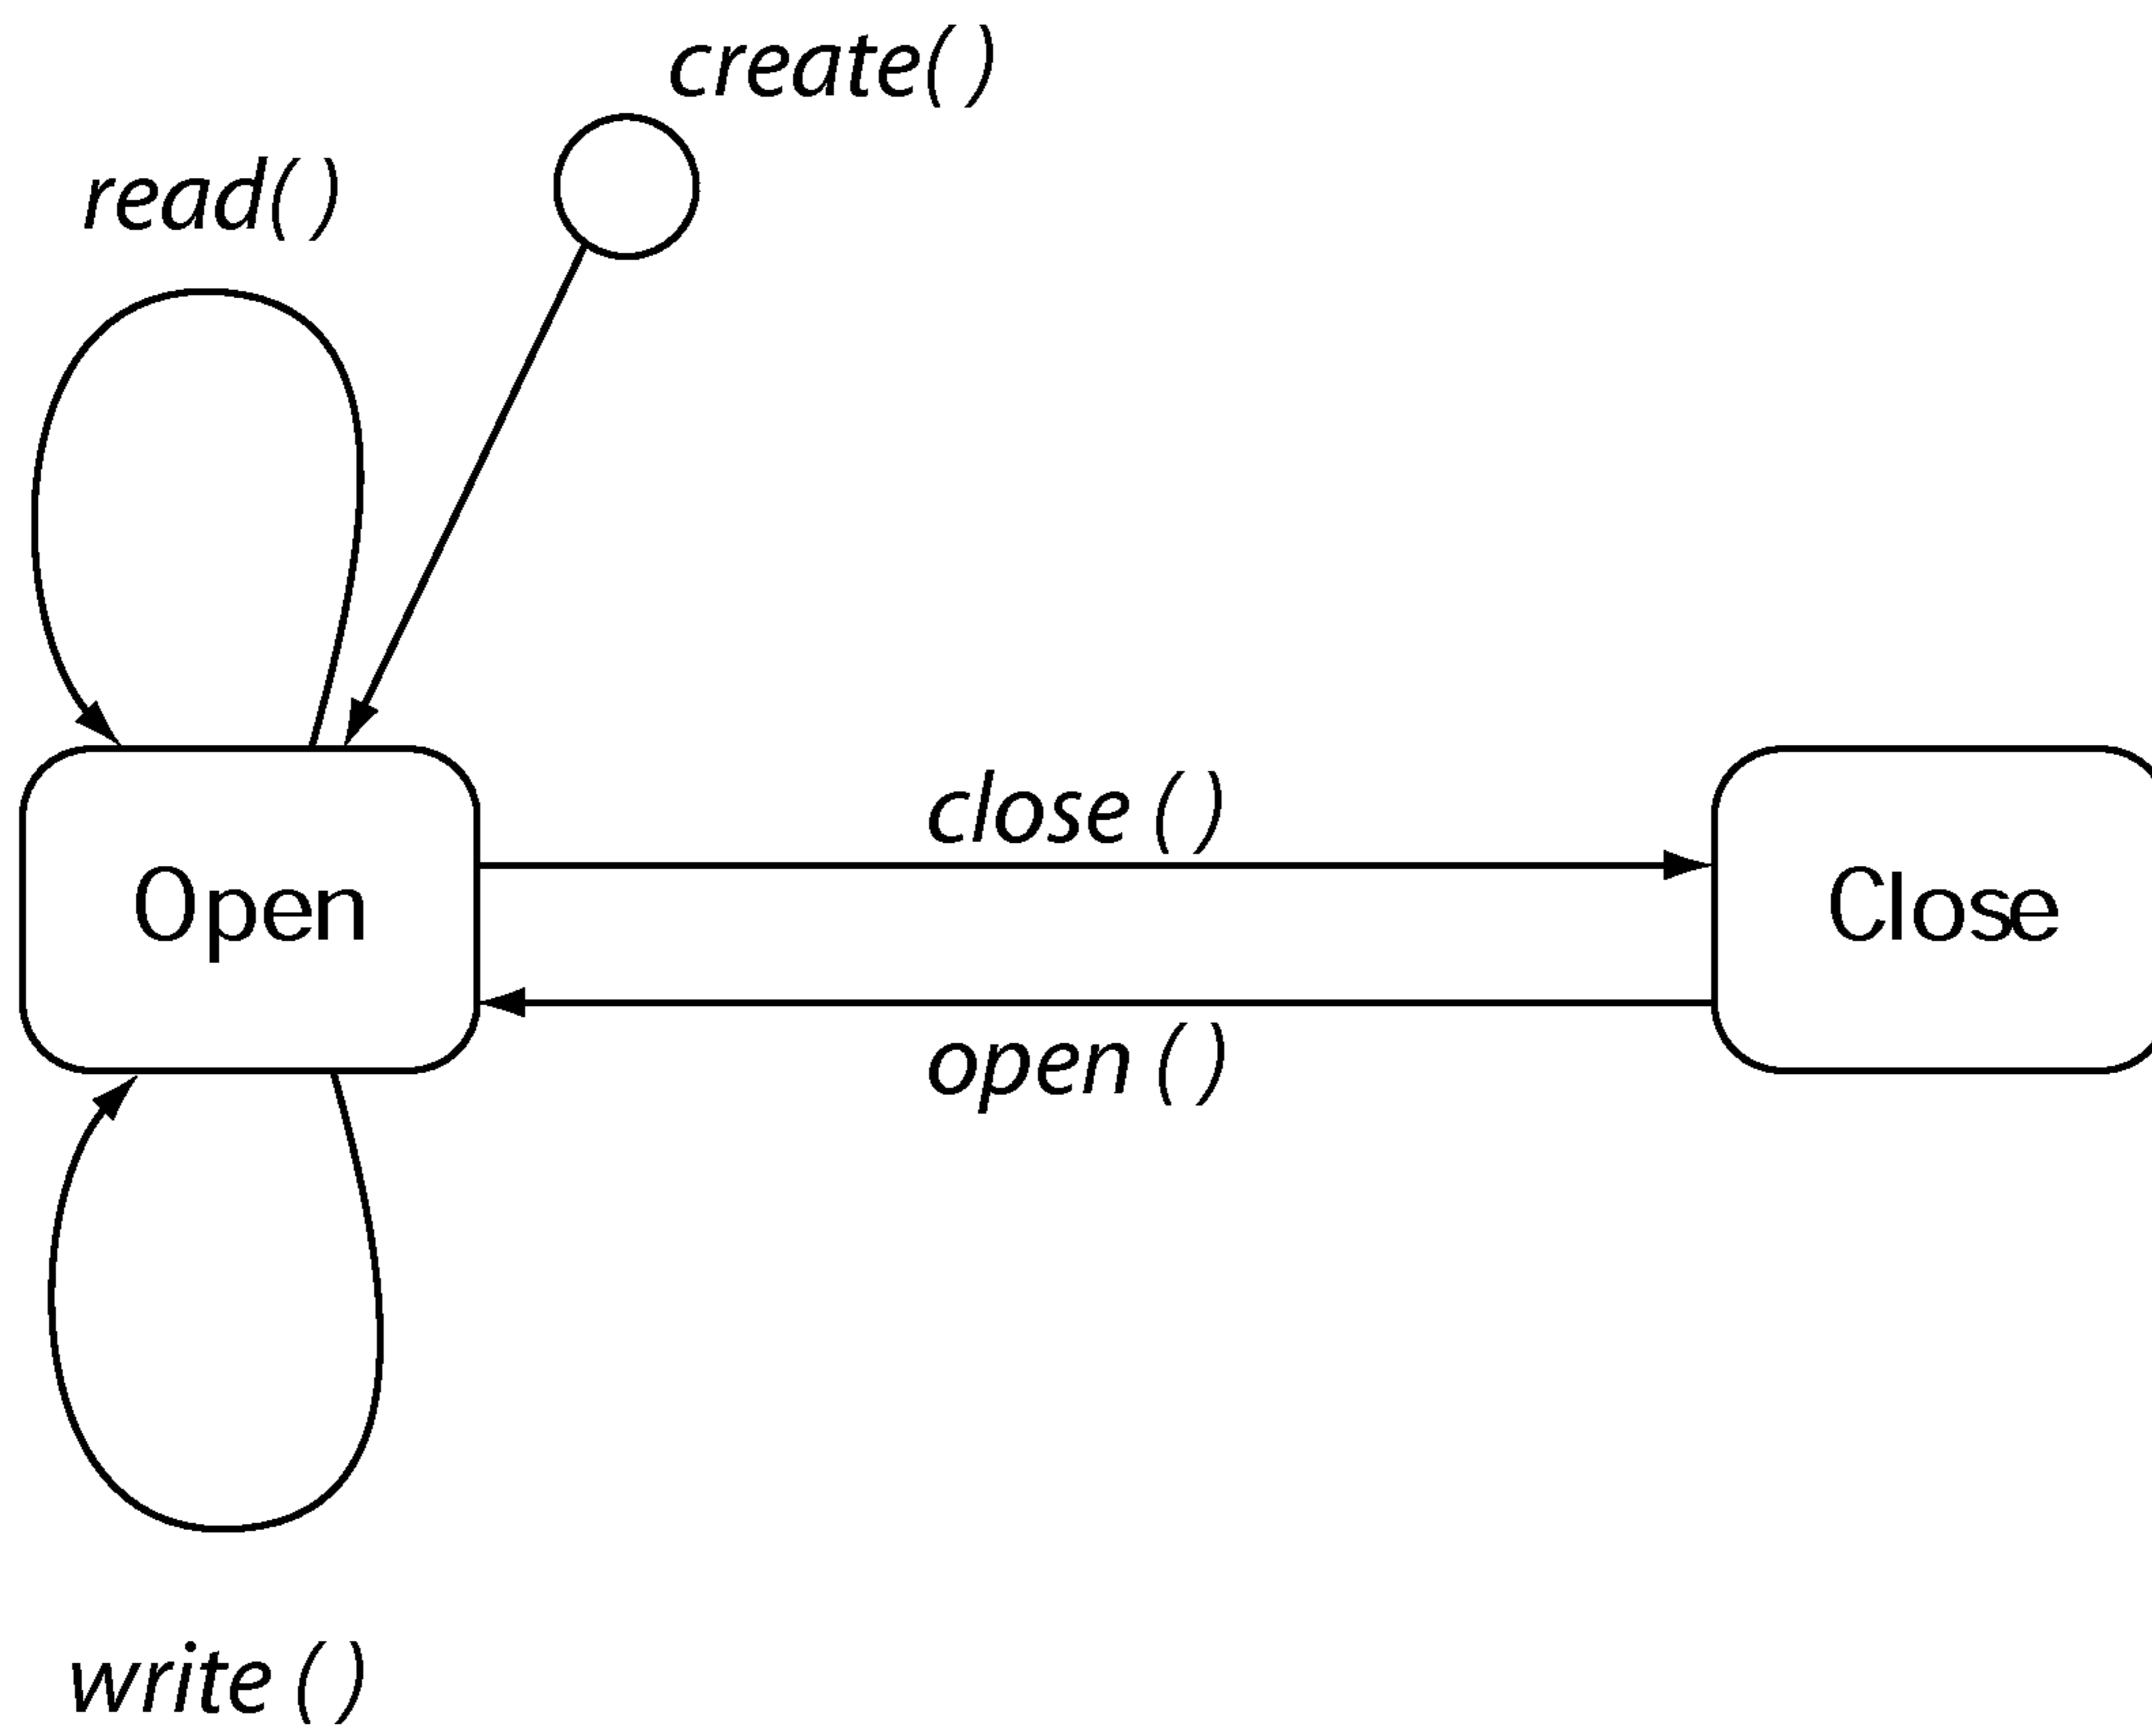 create( )
read( )
close ( )
Open
Close
open ( )
write ( )